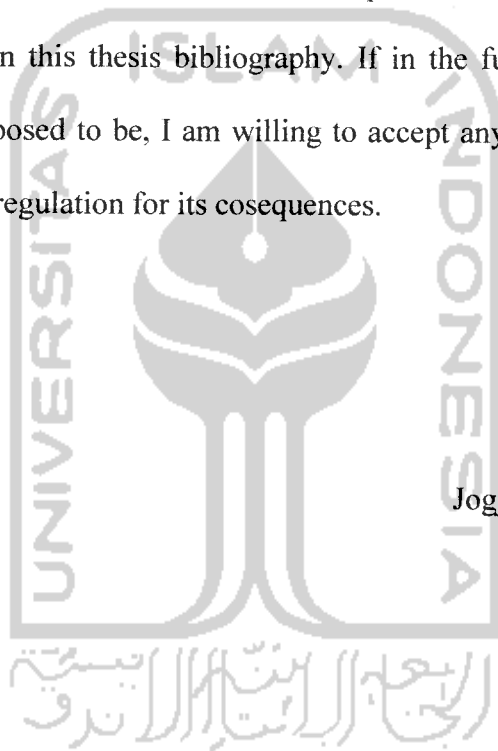 n this thesis bibliography. If in the fu
posed to be, I am willing to accept any
regulation for its cosequences.
Jog
ISLAM
UNIVERSITAS
INDONESIA